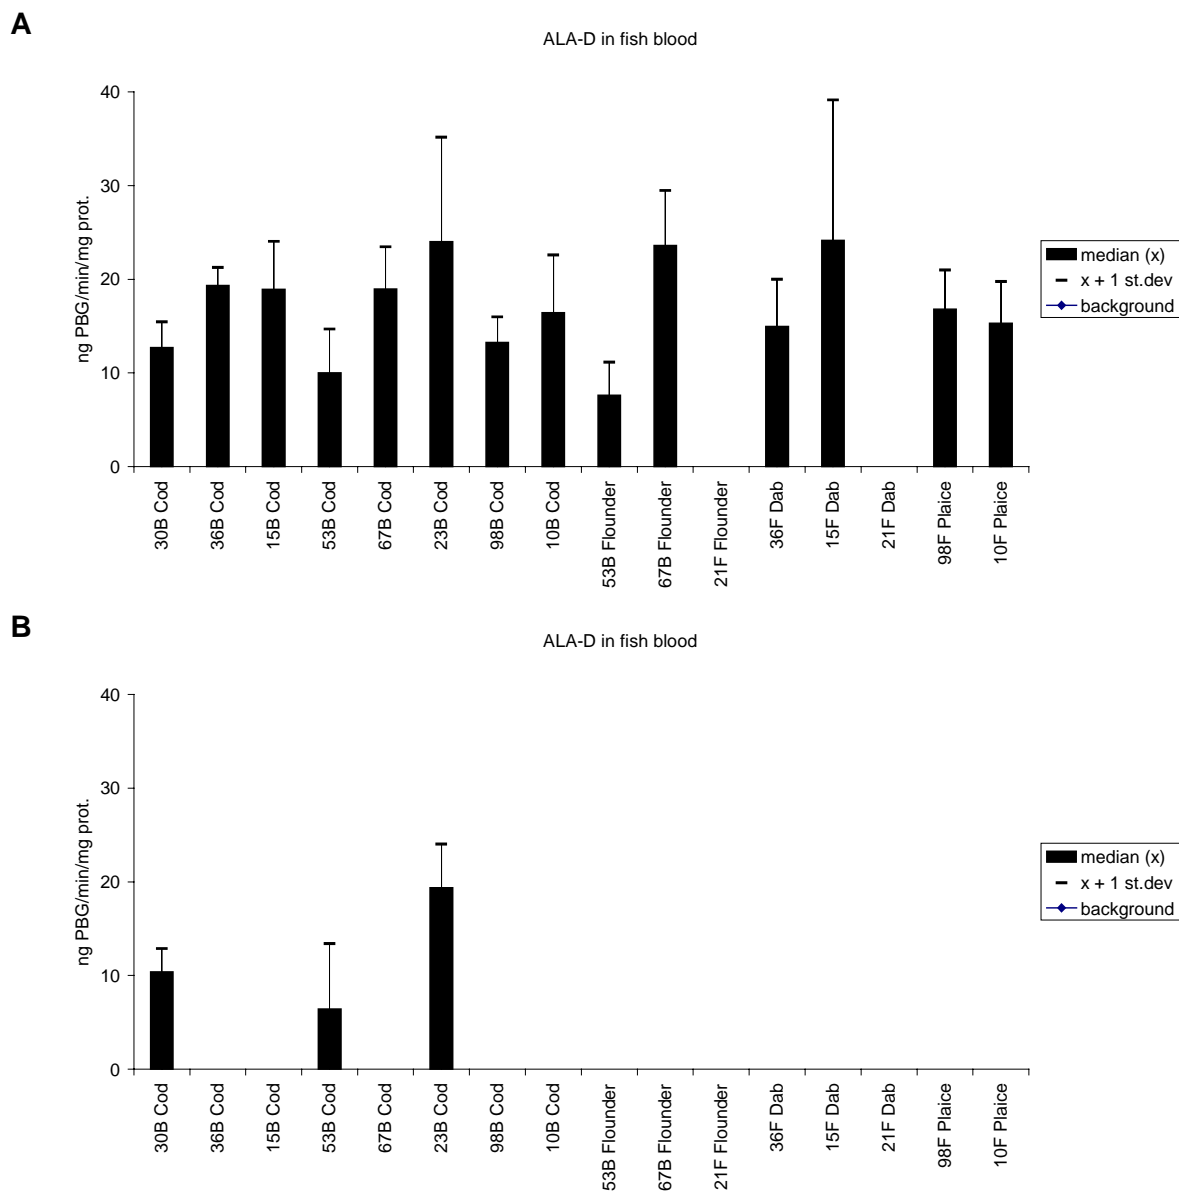 A
ALA-D in fish blood
40
30
20
10
0
ng PBG/min/mg prot.
30B Cod
36B Cod
15B Cod
53B Cod
67B Cod
23B Cod
98B Cod
10B Cod
53B Flounder
67B Flounder
21F Flounder
36F Dab
15F Dab
21F Dab
98F Plaice
10F Plaice
median (x)
x + 1 st.dev
background
B
ALA-D in fish blood
40
30
20
10
0
ng PBG/min/mg prot.
30B Cod
36B Cod
15B Cod
53B Cod
67B Cod
23B Cod
98B Cod
10B Cod
53B Flounder
67B Flounder
21F Flounder
36F Dab
15F Dab
21F Dab
98F Plaice
10F Plaice
median (x)
x + 1 st.dev
background